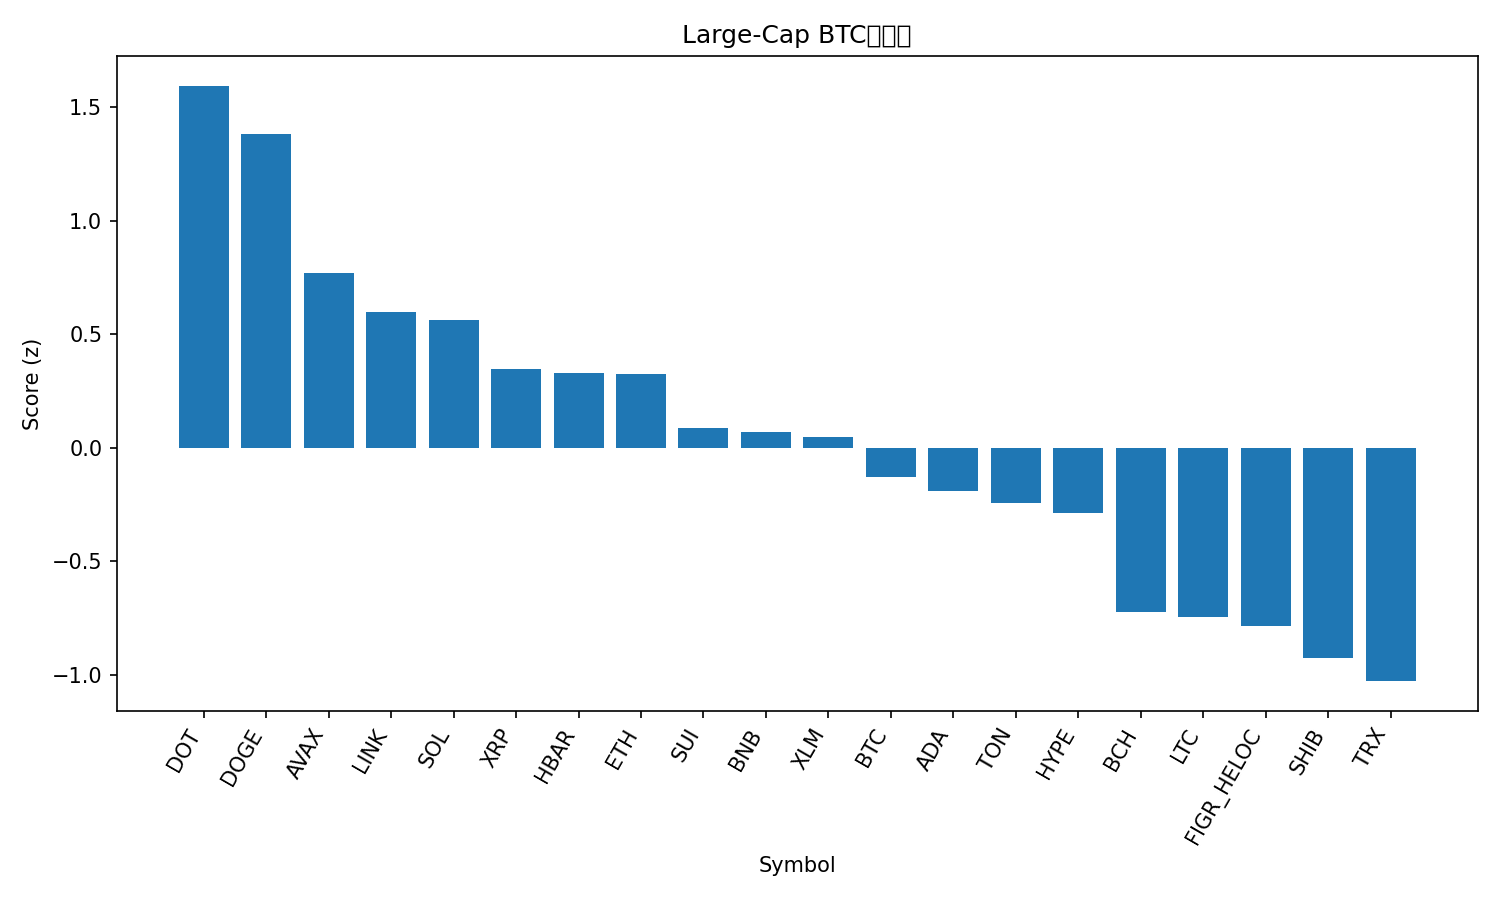 Large-Cap BTC
Score (z)
1.5
1.0
0.5
0.0
−0.5
−1.0
DOT
DOGE
AVAX
LINK
SOL
XRP
HBAR
ETH
SUI
BNB
XLM
BTC
ADA
TON
HYPE
BCH
LTC
FIGR_HELOC
SHIB
TRX
Symbol